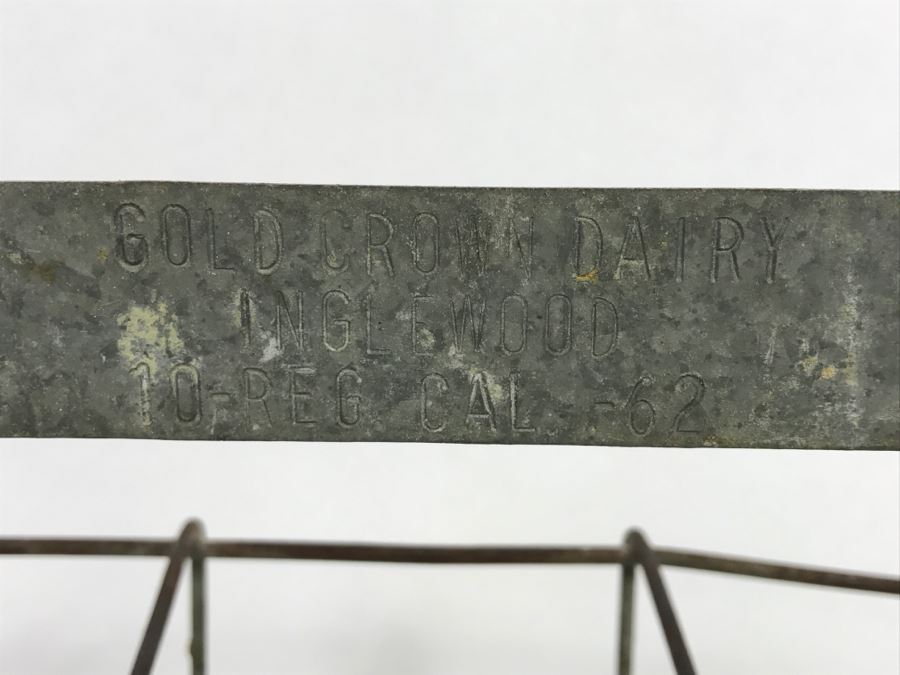 GOLD CROWN DAIRY
INGLEWOOD
10-REG. CAL. -62